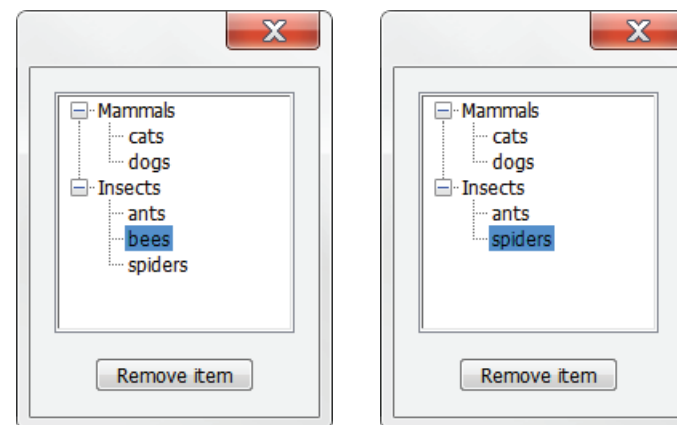 Mammals
cats
dogs
Insects
ants
bees
spiders
Remove item
Mammals
cats
dogs
Insects
ants
spiders
Remove item